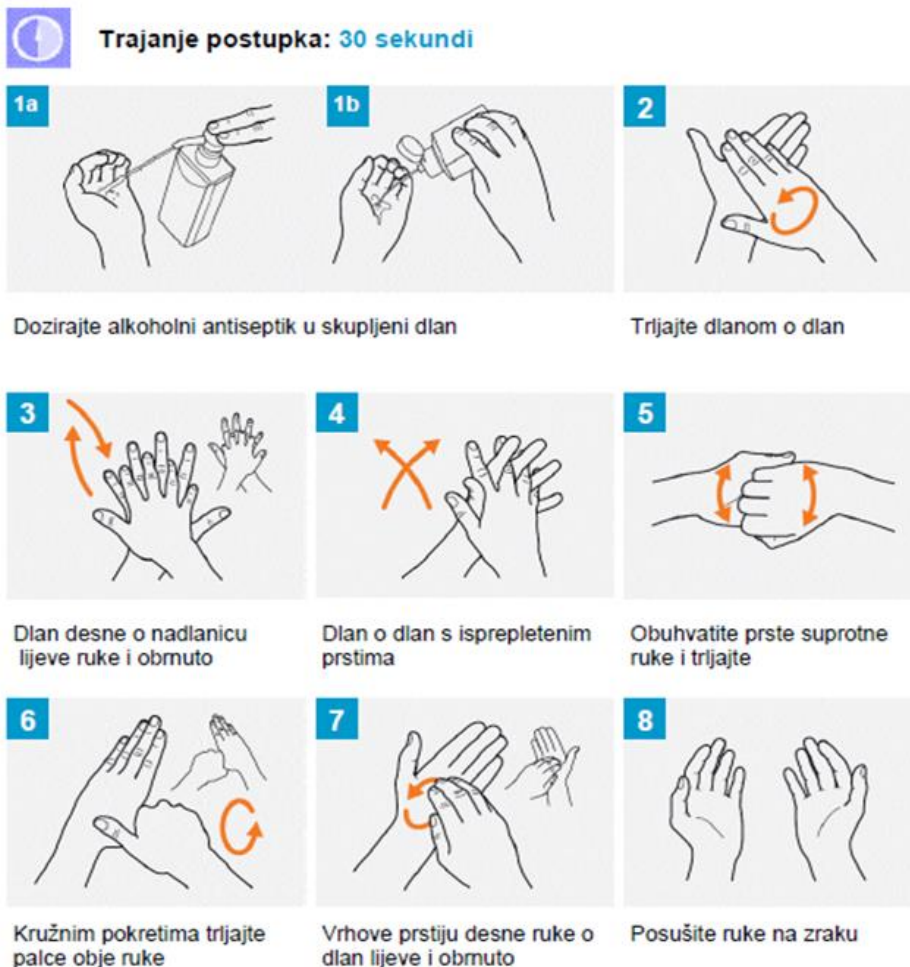 Trajanje postupka: 30 sekundi
1a
1b
2
Dozirajte alkoholni antiseptik u skupljeni dlan
Trljajte dlanom o dlan
3
4
5
Dlan desne o nadlanicu
lijeve ruke i obrnuto
Dlan o dlan s isprepletenim
prstima
Obuhvatite prste suprotne
ruke i trljajte
6
7
8
Kružnim pokretima trljajte
palce obje ruke
Vrhove prstiju desne ruke o
dlan lijeve i obrnuto
Posušite ruke na zraku